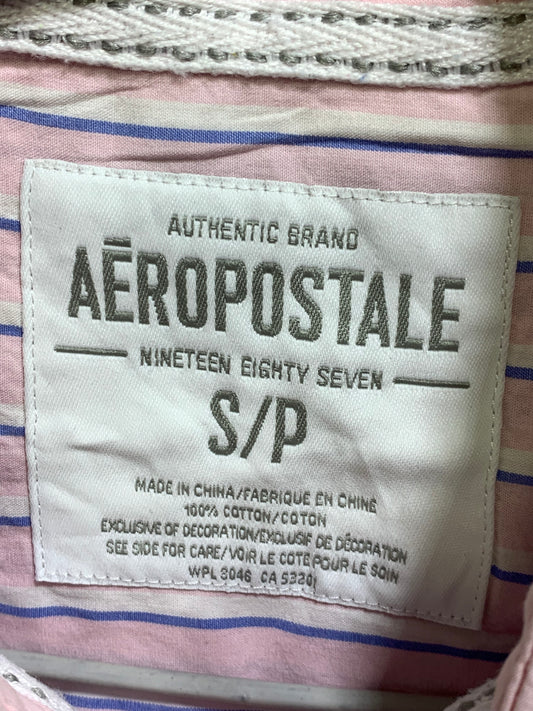 AUTHENTIC BRAND
AĒROPOSTALE
NINETEEN EIGHTY SEVEN
S/P
MADE IN CHINA/FABRIQUE EN CHINE
100% COTTON/COTON
EXCLUSIVE OF DECORATION/EXCLUSIF DE DÉCORATION
SEE SIDE FOR CARE/VOIR LE COTÉ POUR LE SOIN
WPL 3046 CA 53201